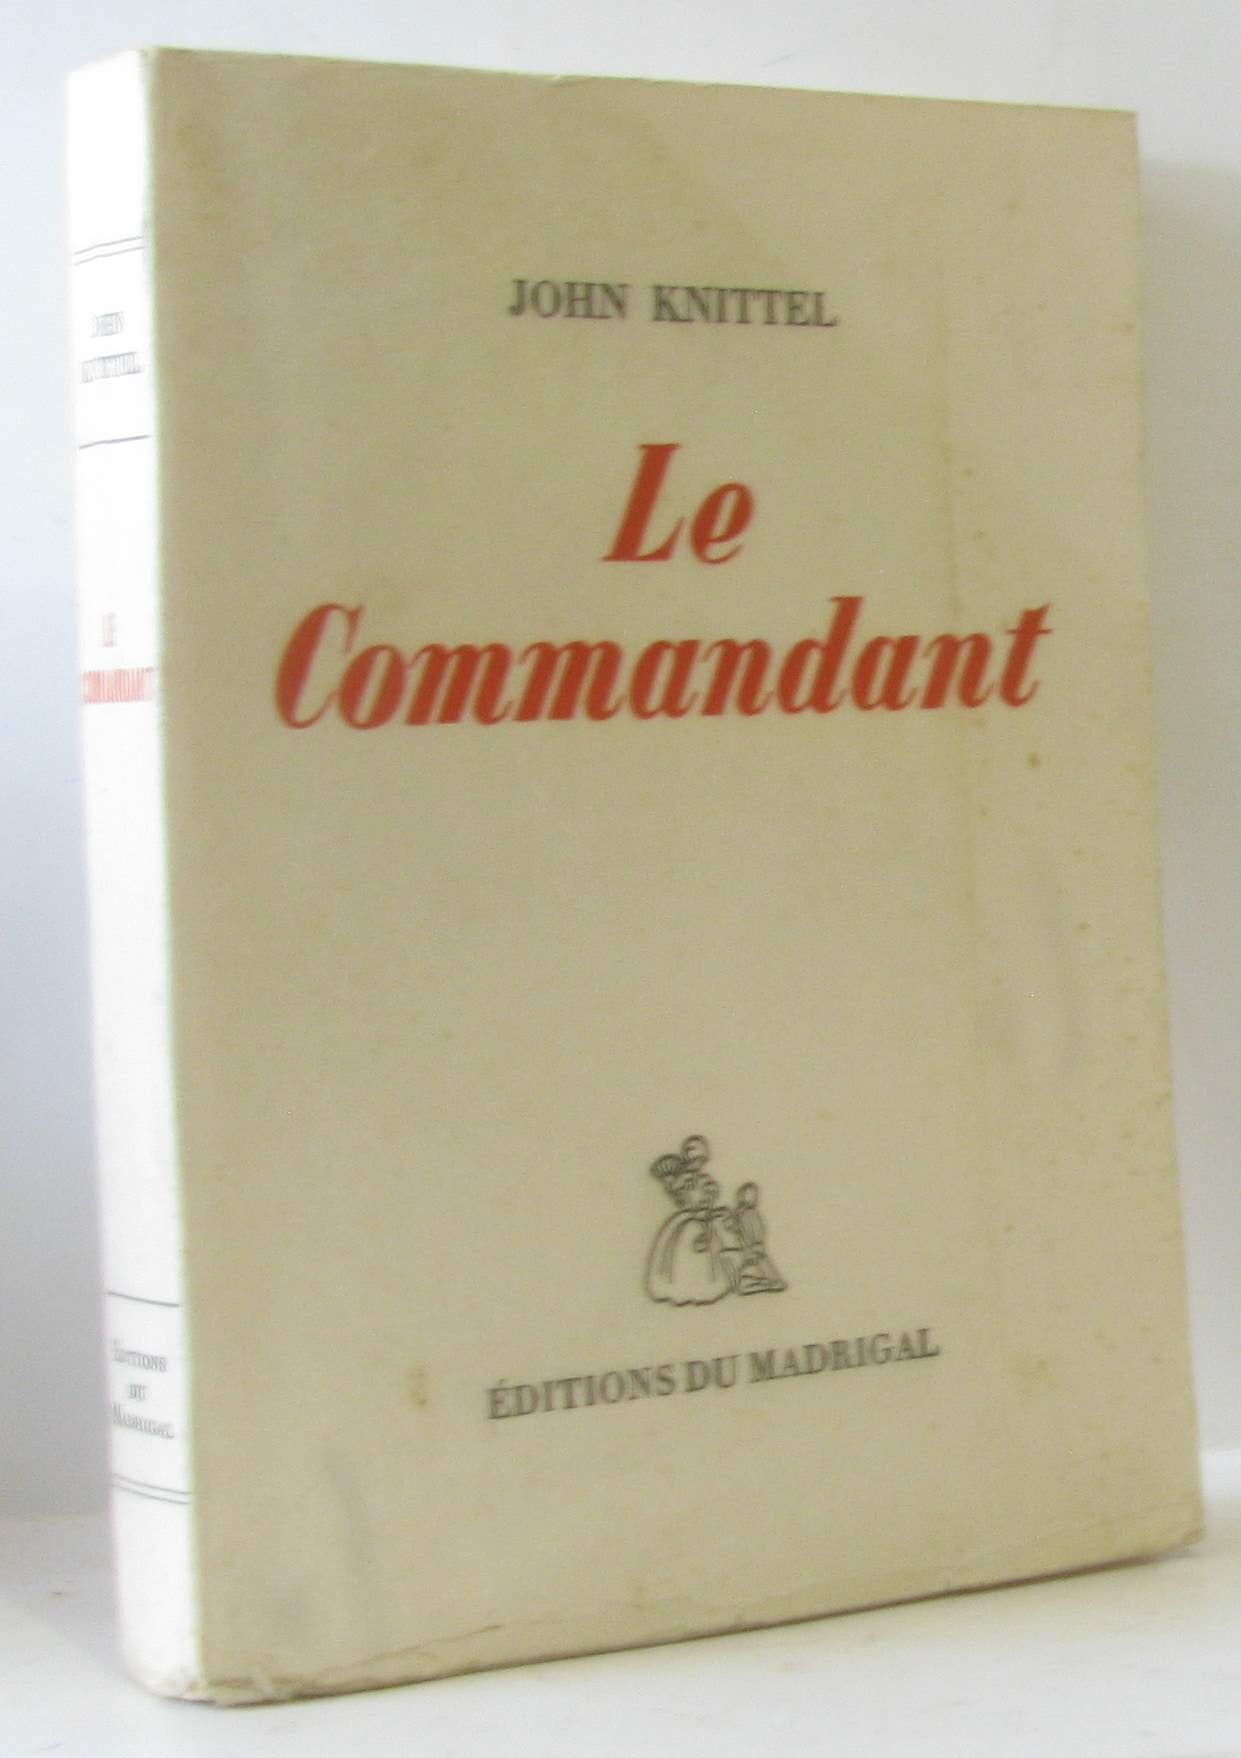 JOHN KNITTEL
Le
Commandant
ÉDITIONS DU MADRIGAL
JOHN
KNITTEL
LE
COMMANDANT
ÉDITIONS
DU
MADRIGAL